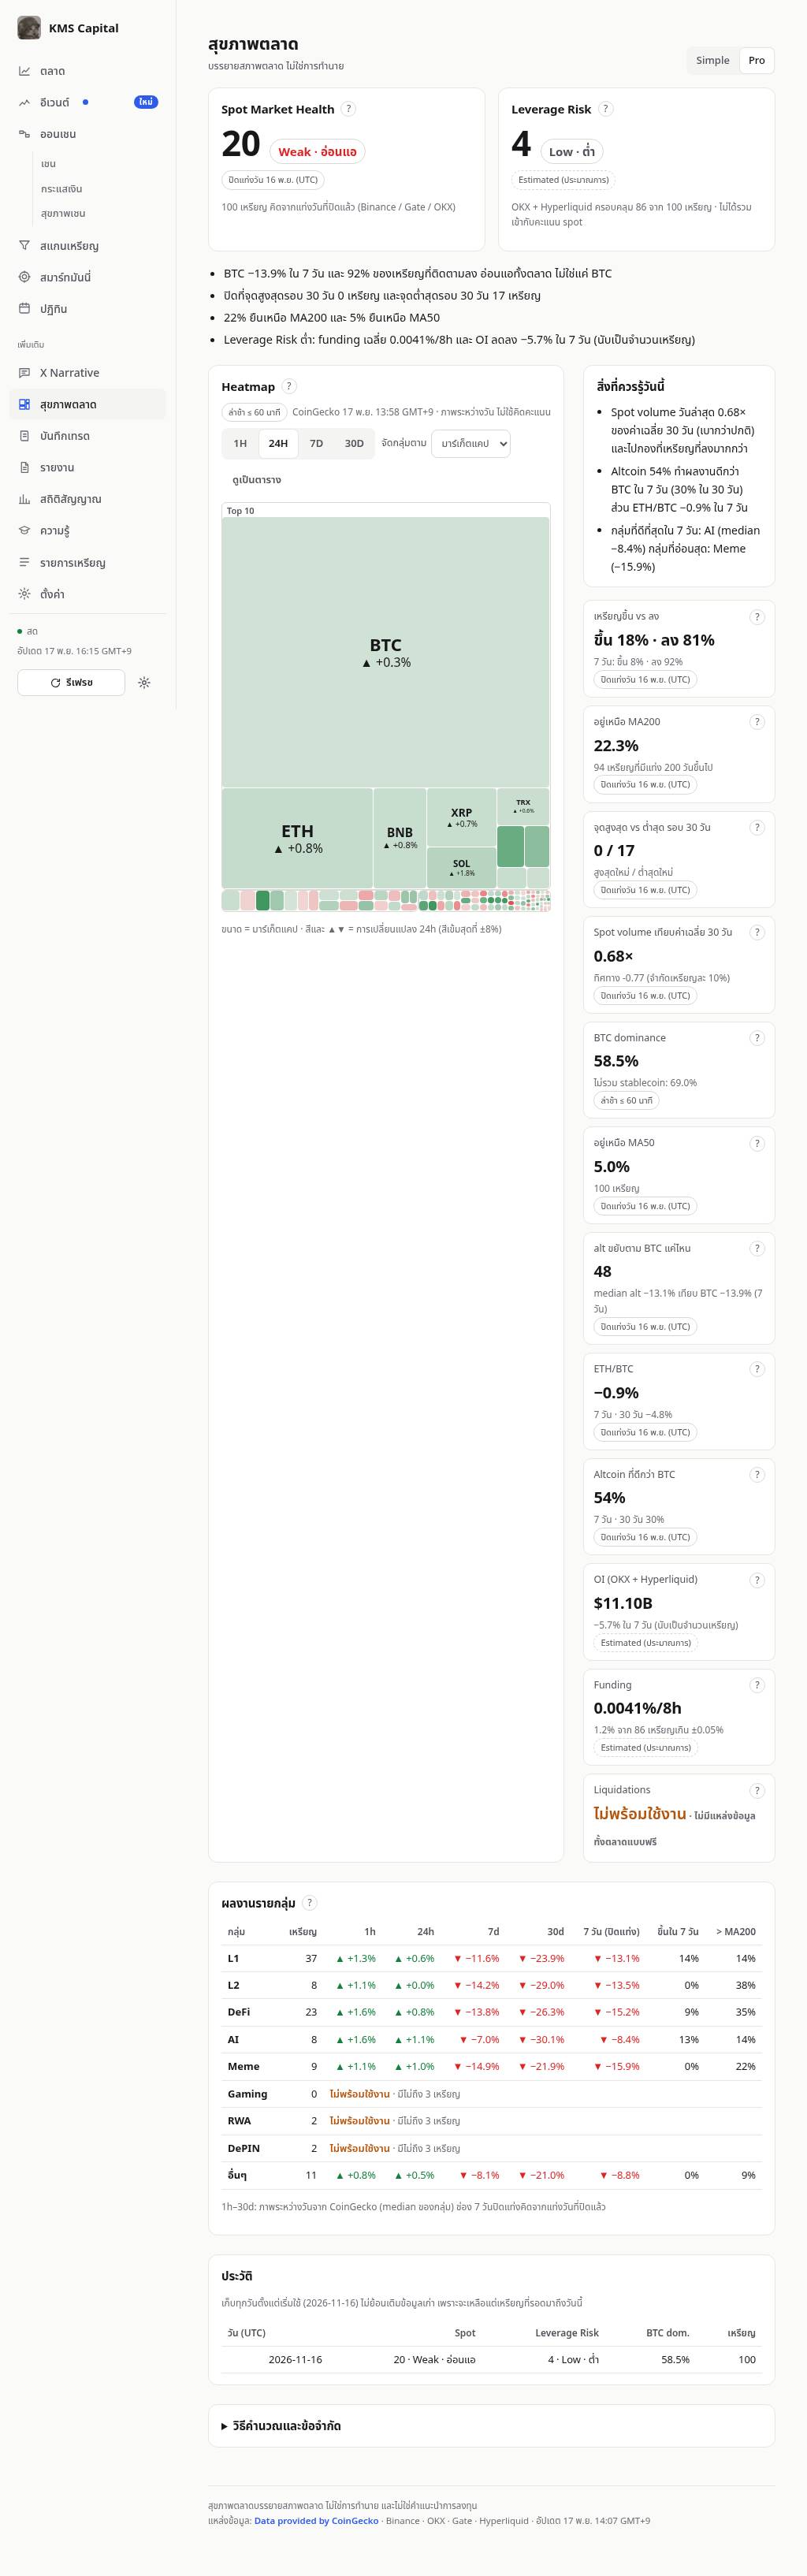 KMS Capital
ตลาด
อีเวนต์ ใหม่
ออนเชน
เชน
กระแสเงิน
สุขภาพเชน
สแกนเหรียญ
สมาร์ทมันนี่
ปฏิทิน
เพิ่มเติม
X Narrative
สุขภาพตลาด
บันทึกเทรด
รายงาน
สถิติสัญญาณ
ความรู้
รายการเหรียญ
ตั้งค่า
สด
อัปเดต 17 พ.ย. 16:15 GMT+9
รีเฟรช
สุขภาพตลาด
บรรยายสภาพตลาด ไม่ใช่การทำนาย
Simple Pro
Spot Market Health ?
20 Weak · อ่อนแอ
ปิดแท่งวัน 16 พ.ย. (UTC)
100 เหรียญ คิดจากแท่งวันที่ปิดแล้ว (Binance / Gate / OKX)
Leverage Risk ?
4 Low · ต่ำ
Estimated (ประมาณการ)
OKX + Hyperliquid ครอบคลุม 86 จาก 100 เหรียญ · ไม่ได้รวม
เข้ากับคะแนน spot
• BTC −13.9% ใน 7 วัน และ 92% ของเหรียญที่ติดตามลง อ่อนแอทั้งตลาด ไม่ใช่แค่ BTC
• ปิดที่จุดสูงสุดรอบ 30 วัน 0 เหรียญ และจุดต่ำสุดรอบ 30 วัน 17 เหรียญ
• 22% ยืนเหนือ MA200 และ 5% ยืนเหนือ MA50
• Leverage Risk ต่ำ: funding เฉลี่ย 0.0041%/8h และ OI ลดลง −5.7% ใน 7 วัน (นับเป็นจำนวนเหรียญ)
Heatmap ?
ล่าช้า ≤ 60 นาที CoinGecko 17 พ.ย. 13:58 GMT+9 · ภาพระหว่างวัน ไม่ใช้คิดคะแนน
1H 24H 7D 30D จัดกลุ่มตาม มาร์เก็ตแคป
ดูเป็นตาราง
Top 10
BTC
▲ +0.3%
ETH
▲ +0.8%
BNB
▲ +0.8%
XRP
▲ +0.7%
SOL
▲ +1.8%
TRX
▲ +0.6%
ขนาด = มาร์เก็ตแคป · สีและ ▲▼ = การเปลี่ยนแปลง 24h (สีเข้มสุดที่ ±8%)
สิ่งที่ควรรู้วันนี้
• Spot volume วันล่าสุด 0.68×
ของค่าเฉลี่ย 30 วัน (เบากว่าปกติ)
และไปกองที่เหรียญที่ลงมากกว่า
• Altcoin 54% ทำผลงานดีกว่า
BTC ใน 7 วัน (30% ใน 30 วัน)
ส่วน ETH/BTC −0.9% ใน 7 วัน
• กลุ่มที่ดีที่สุดใน 7 วัน: AI (median
−8.4%) กลุ่มที่อ่อนสุด: Meme
(−15.9%)
เหรียญขึ้น vs ลง ?
ขึ้น 18% · ลง 81%
7 วัน: ขึ้น 8% · ลง 92%
ปิดแท่งวัน 16 พ.ย. (UTC)
อยู่เหนือ MA200 ?
22.3%
94 เหรียญที่มีแท่ง 200 วันขึ้นไป
ปิดแท่งวัน 16 พ.ย. (UTC)
จุดสูงสุด vs ต่ำสุด รอบ 30 วัน ?
0 / 17
สูงสุดใหม่ / ต่ำสุดใหม่
ปิดแท่งวัน 16 พ.ย. (UTC)
Spot volume เทียบค่าเฉลี่ย 30 วัน ?
0.68×
ทิศทาง -0.77 (จำกัดเหรียญละ 10%)
ปิดแท่งวัน 16 พ.ย. (UTC)
BTC dominance ?
58.5%
ไม่รวม stablecoin: 69.0%
ล่าช้า ≤ 60 นาที
อยู่เหนือ MA50 ?
5.0%
100 เหรียญ
ปิดแท่งวัน 16 พ.ย. (UTC)
alt ขยับตาม BTC แค่ไหน ?
48
median alt −13.1% เทียบ BTC −13.9% (7
วัน)
ปิดแท่งวัน 16 พ.ย. (UTC)
ETH/BTC ?
−0.9%
7 วัน · 30 วัน −4.8%
ปิดแท่งวัน 16 พ.ย. (UTC)
Altcoin ที่ดีกว่า BTC ?
54%
7 วัน · 30 วัน 30%
ปิดแท่งวัน 16 พ.ย. (UTC)
OI (OKX + Hyperliquid) ?
$11.10B
−5.7% ใน 7 วัน (นับเป็นจำนวนเหรียญ)
Estimated (ประมาณการ)
Funding ?
0.0041%/8h
1.2% จาก 86 เหรียญเกิน ±0.05%
Estimated (ประมาณการ)
Liquidations ?
ไม่พร้อมใช้งาน · ไม่มีแหล่งข้อมูล
ทั้งตลาดแบบฟรี
ผลงานรายกลุ่ม ?
กลุ่ม เหรียญ 1h 24h 7d 30d 7 วัน (ปิดแท่ง) ขึ้นใน 7 วัน > MA200
L1 37 ▲ +1.3% ▲ +0.6% ▼ −11.6% ▼ −23.9% ▼ −13.1% 14% 14%
L2 8 ▲ +1.1% ▲ +0.0% ▼ −14.2% ▼ −29.0% ▼ −13.5% 0% 38%
DeFi 23 ▲ +1.6% ▲ +0.8% ▼ −13.8% ▼ −26.3% ▼ −15.2% 9% 35%
AI 8 ▲ +1.6% ▲ +1.1% ▼ −7.0% ▼ −30.1% ▼ −8.4% 13% 14%
Meme 9 ▲ +1.1% ▲ +1.0% ▼ −14.9% ▼ −21.9% ▼ −15.9% 0% 22%
Gaming 0 ไม่พร้อมใช้งาน · มีไม่ถึง 3 เหรียญ
RWA 2 ไม่พร้อมใช้งาน · มีไม่ถึง 3 เหรียญ
DePIN 2 ไม่พร้อมใช้งาน · มีไม่ถึง 3 เหรียญ
อื่นๆ 11 ▲ +0.8% ▲ +0.5% ▼ −8.1% ▼ −21.0% ▼ −8.8% 0% 9%
1h–30d: ภาพระหว่างวันจาก CoinGecko (median ของกลุ่ม) ช่อง 7 วันปิดแท่งคิดจากแท่งวันที่ปิดแล้ว
ประวัติ
เก็บทุกวันตั้งแต่เริ่มใช้ (2026-11-16) ไม่ย้อนเติมข้อมูลเก่า เพราะจะเหลือแต่เหรียญที่รอดมาถึงวันนี้
วัน (UTC) Spot Leverage Risk BTC dom. เหรียญ
2026-11-16 20 · Weak · อ่อนแอ 4 · Low · ต่ำ 58.5% 100
▶ วิธีคำนวณและข้อจำกัด
สุขภาพตลาดบรรยายสภาพตลาด ไม่ใช่การทำนาย และไม่ใช่คำแนะนำการลงทุน
แหล่งข้อมูล: Data provided by CoinGecko · Binance · OKX · Gate · Hyperliquid · อัปเดต 17 พ.ย. 14:07 GMT+9